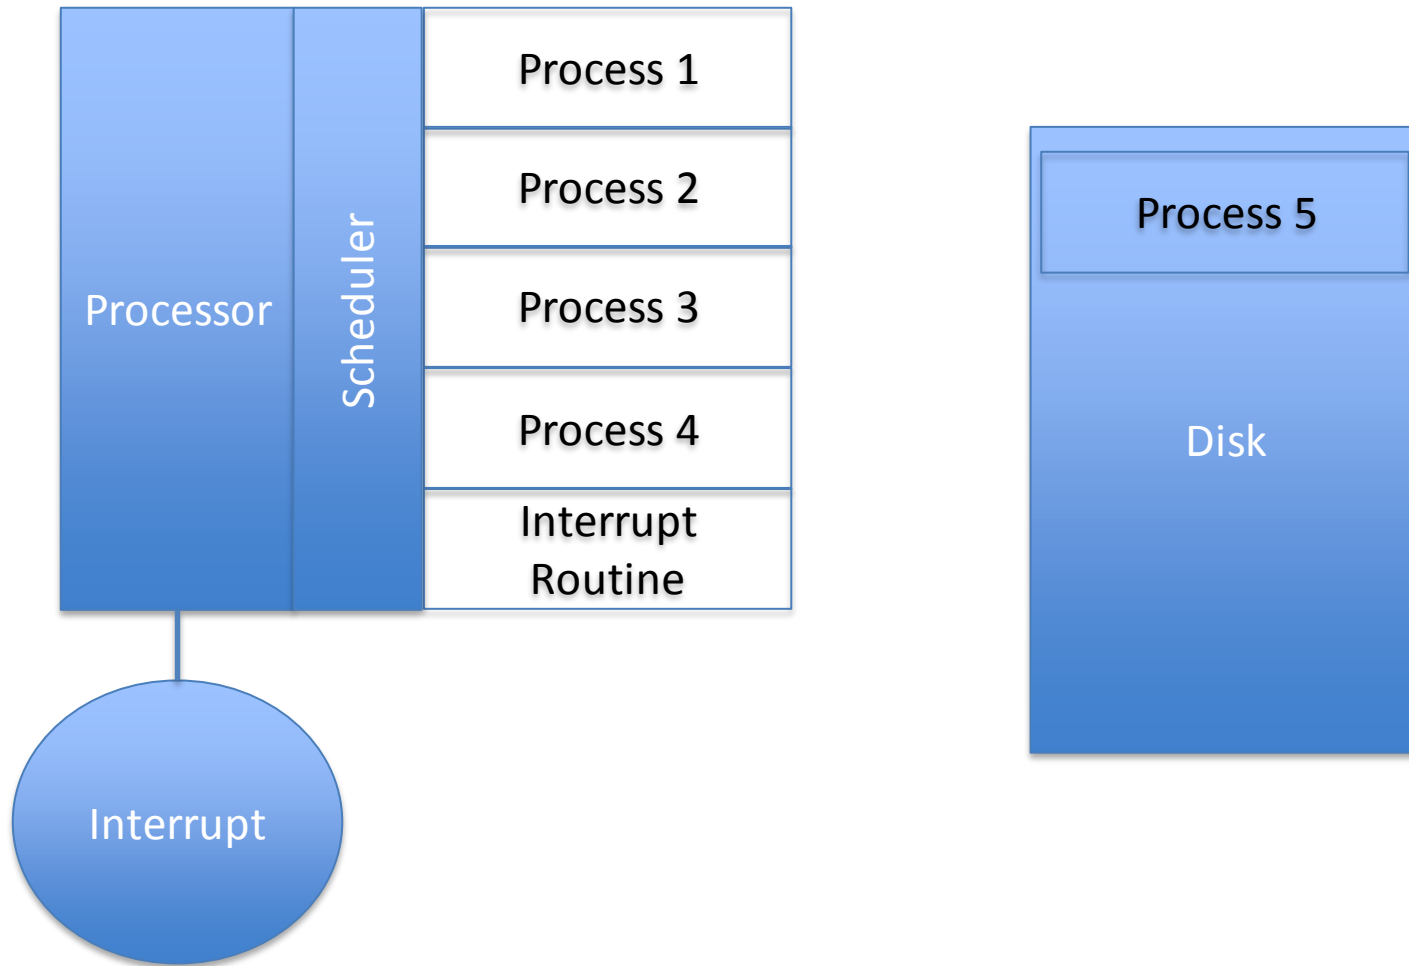 Processor
Scheduler
Process 1
Process 2
Process 3
Process 4
Interrupt
Routine
Interrupt
Process 5
Disk